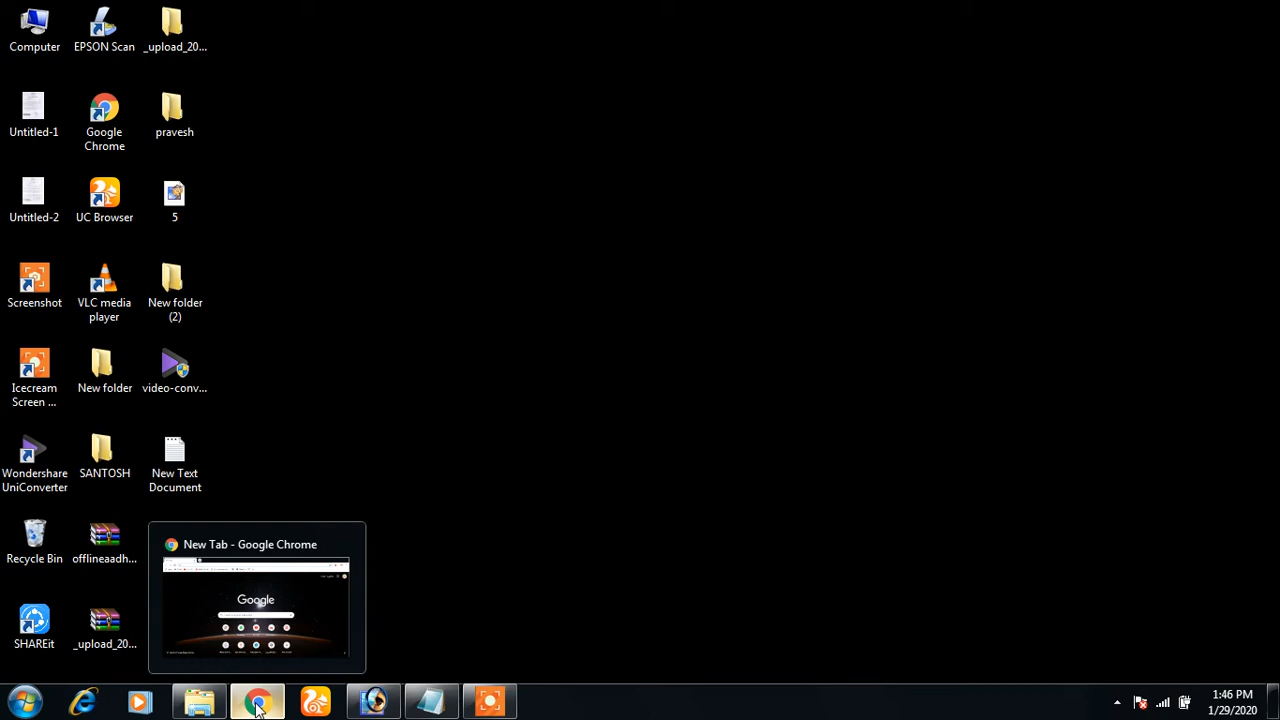 Computer
EPSON Scan
_upload_20...
Untitled-1
Google
Chrome
pravesh
Untitled-2
UC Browser
5
Screenshot
VLC media
player
New folder
(2)
Icecream
Screen ...
New folder
video-conv...
Wondershare
UniConverter
SANTOSH
New Text
Document
Recycle Bin
offlineaadh...
New Tab - Google Chrome
Google
SHAREit
_upload_20...
1:46 PM
1/29/2020